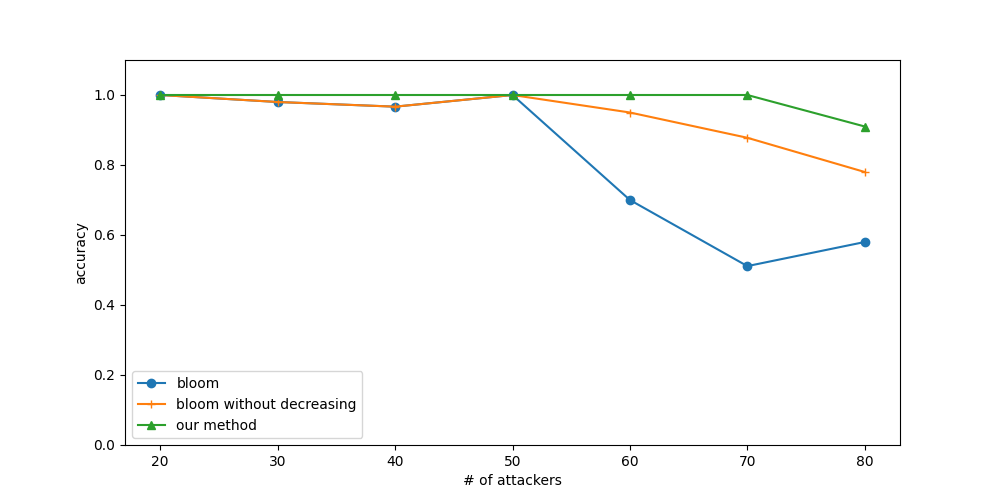 1.0
0.8
0.6
0.4
0.2
0.0
accuracy
bloom
bloom without decreasing
our method
20 30 40 50 60 70 80
# of attackers